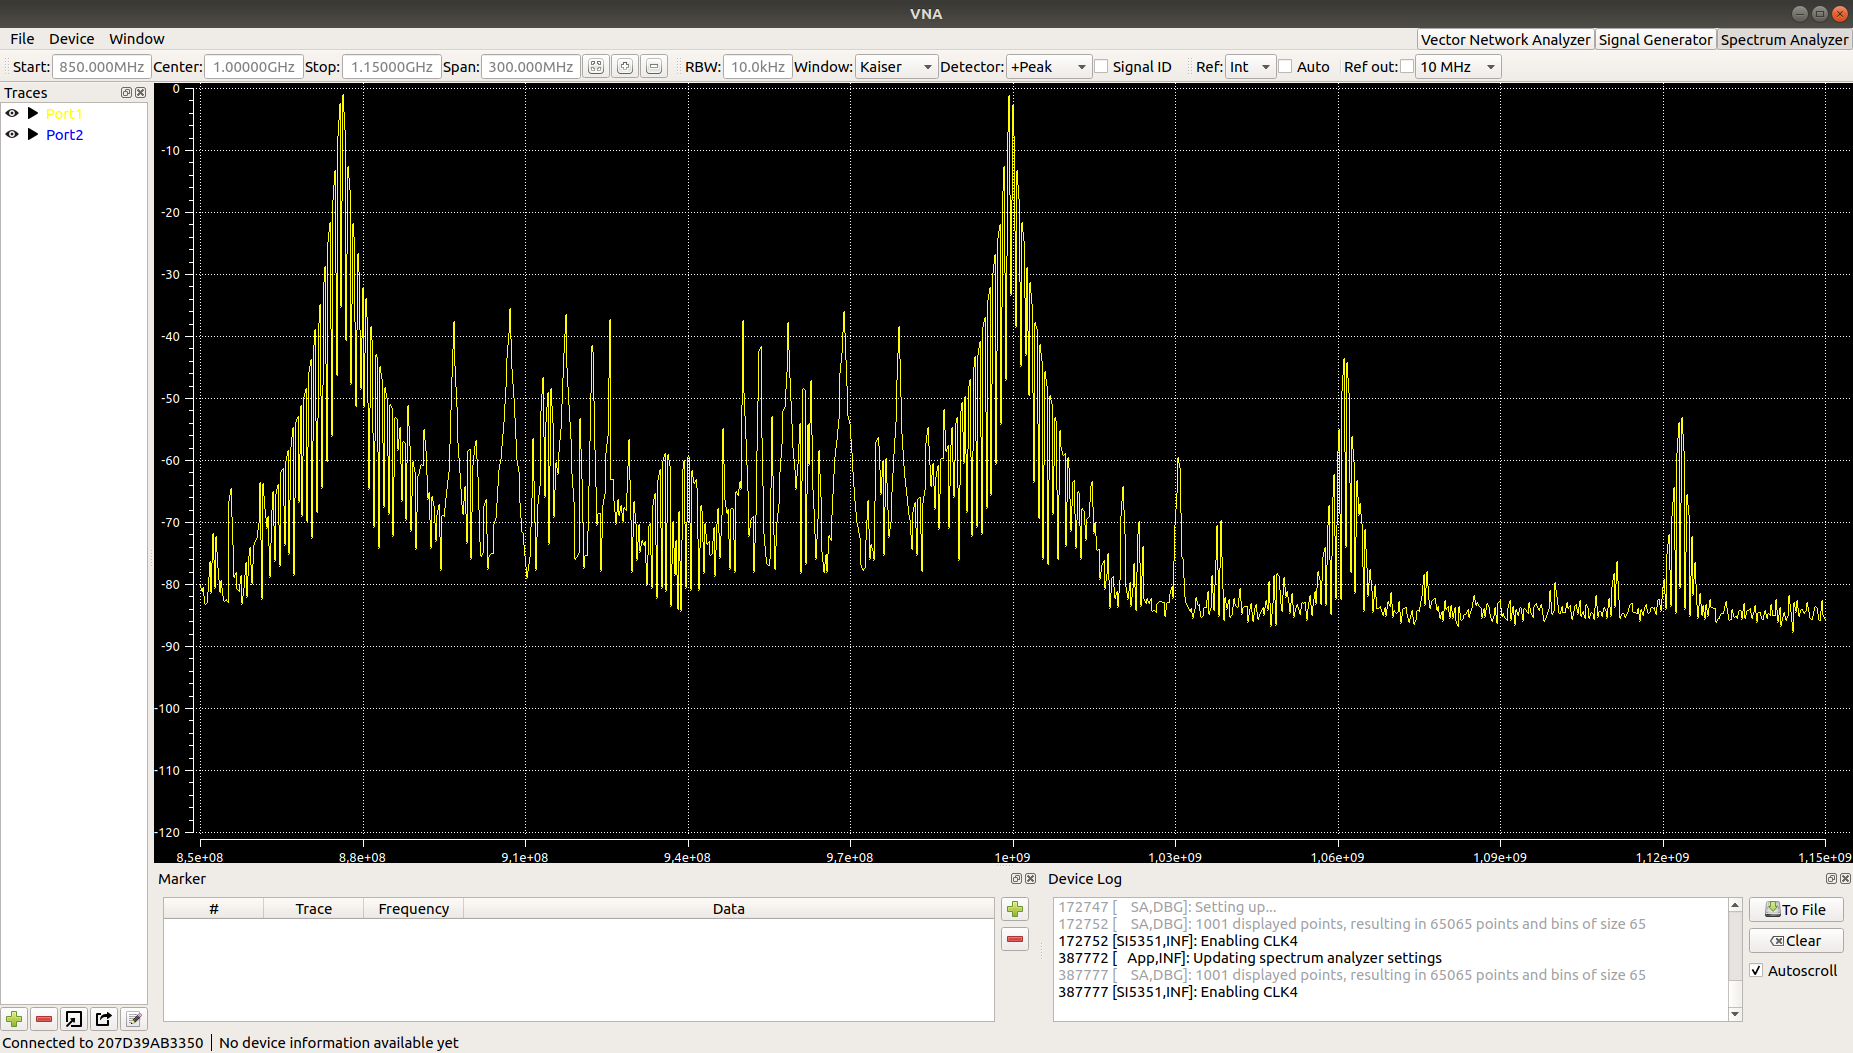 VNA
File Device Window Vector Network Analyzer Signal Generator Spectrum Analyzer
Start: 850.000MHz Center: 1.00000GHz Stop: 1.15000GHz Span: 300.000MHz RBW: 10.0kHz Window: Kaiser Detector: +Peak Signal ID Ref: Int Auto Ref out: 10 MHz
Traces
Port1
Port2
0
-10
-20
-30
-40
-50
-60
-70
-80
-90
-100
-110
-120
8,5e+08 8,8e+08 9,1e+08 9,4e+08 9,7e+08 1e+09 1,03e+09 1,06e+09 1,09e+09 1,12e+09 1,15e+09
Marker
# Trace Frequency Data
Device Log
172747 [ SA,DBG]: Setting up...
172752 [ SA,DBG]: 1001 displayed points, resulting in 65065 points and bins of size 65
172752 [SI5351,INF]: Enabling CLK4
387772 [ App,INF]: Updating spectrum analyzer settings
387777 [ SA,DBG]: 1001 displayed points, resulting in 65065 points and bins of size 65
387777 [SI5351,INF]: Enabling CLK4
To File
Clear
Autoscroll
Connected to 207D39AB3350 No device information available yet